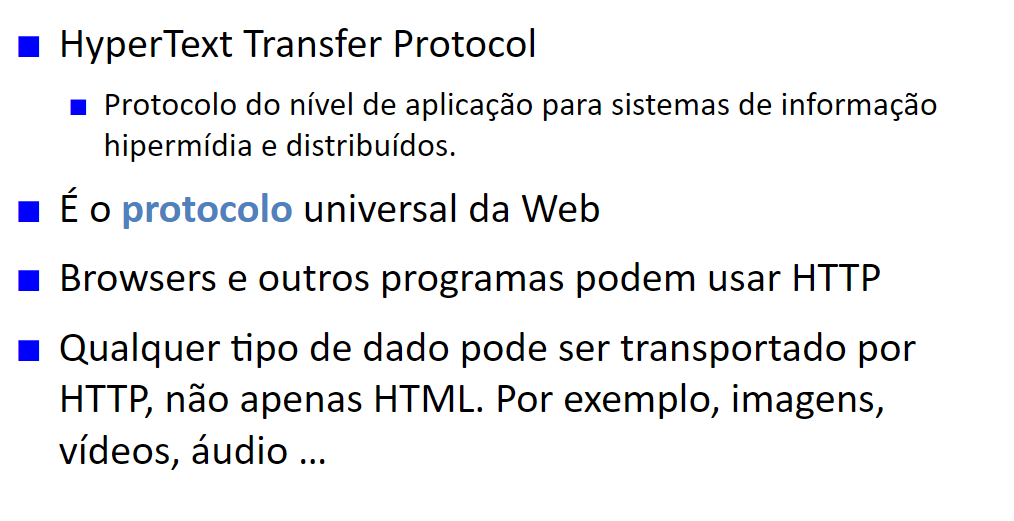 HyperText Transfer Protocol
Protocolo do nível de aplicação para sistemas de informação
hipermídia e distribuídos.
É o protocolo universal da Web
Browsers e outros programas podem usar HTTP
Qualquer tipo de dado pode ser transportado por
HTTP, não apenas HTML. Por exemplo, imagens,
vídeos, áudio ...